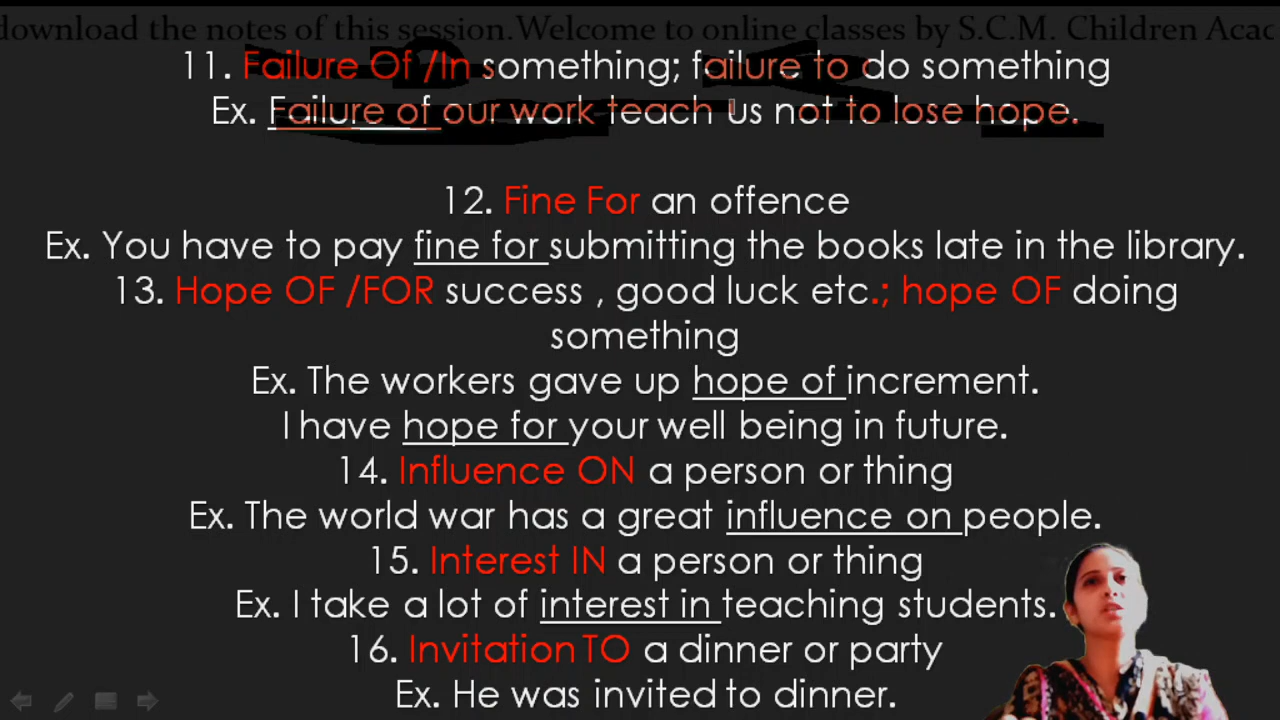 download the notes of this session.Welcome to online classes by S.C.M. Children Acad
11. Failure Of /In something; failure to do something
Ex. Failure of our work teach us not to lose hope.
12. Fine For an offence
Ex. You have to pay fine for submitting the books late in the library.
13. Hope OF /FOR success , good luck etc.; hope OF doing
something
Ex. The workers gave up hope of increment.
I have hope for your well being in future.
14. Influence ON a person or thing
Ex. The world war has a great influence on people.
15. Interest IN a person or thing
Ex. I take a lot of interest in teaching students.
16. Invitation TO a dinner or party
Ex. He was invited to dinner.